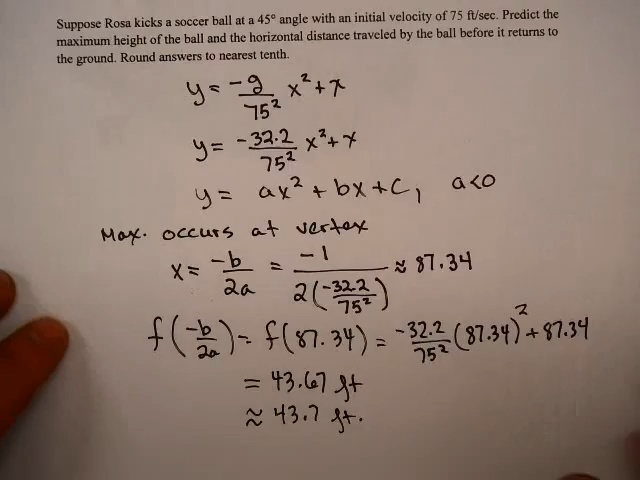 Suppose Rosa kicks a soccer ball at a 45° angle with an initial velocity of 75 ft/sec. Predict the
maximum height of the ball and the horizontal distance traveled by the ball before it returns to
the ground. Round answers to nearest tenth.
y = -g/75² x² + x
y = -32.2/75² x² + x
y = ax² + bx + c, a<0
Max. occurs at vertex
x = -b/2a = -1/2(-32.2/75²) ≈ 87.34
f(-b/2a) = f(87.34) = -32.2/75² (87.34)² + 87.34
= 43.67 ft
≈ 43.7 ft.